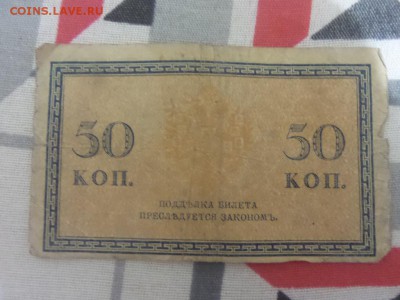 COINS.LAVE.RU
50 50
КОП. КОП.
ПОДДѢЛКА БИЛЕТА
ПРЕСЛѢДУЕТСЯ ЗАКОНОМЪ.